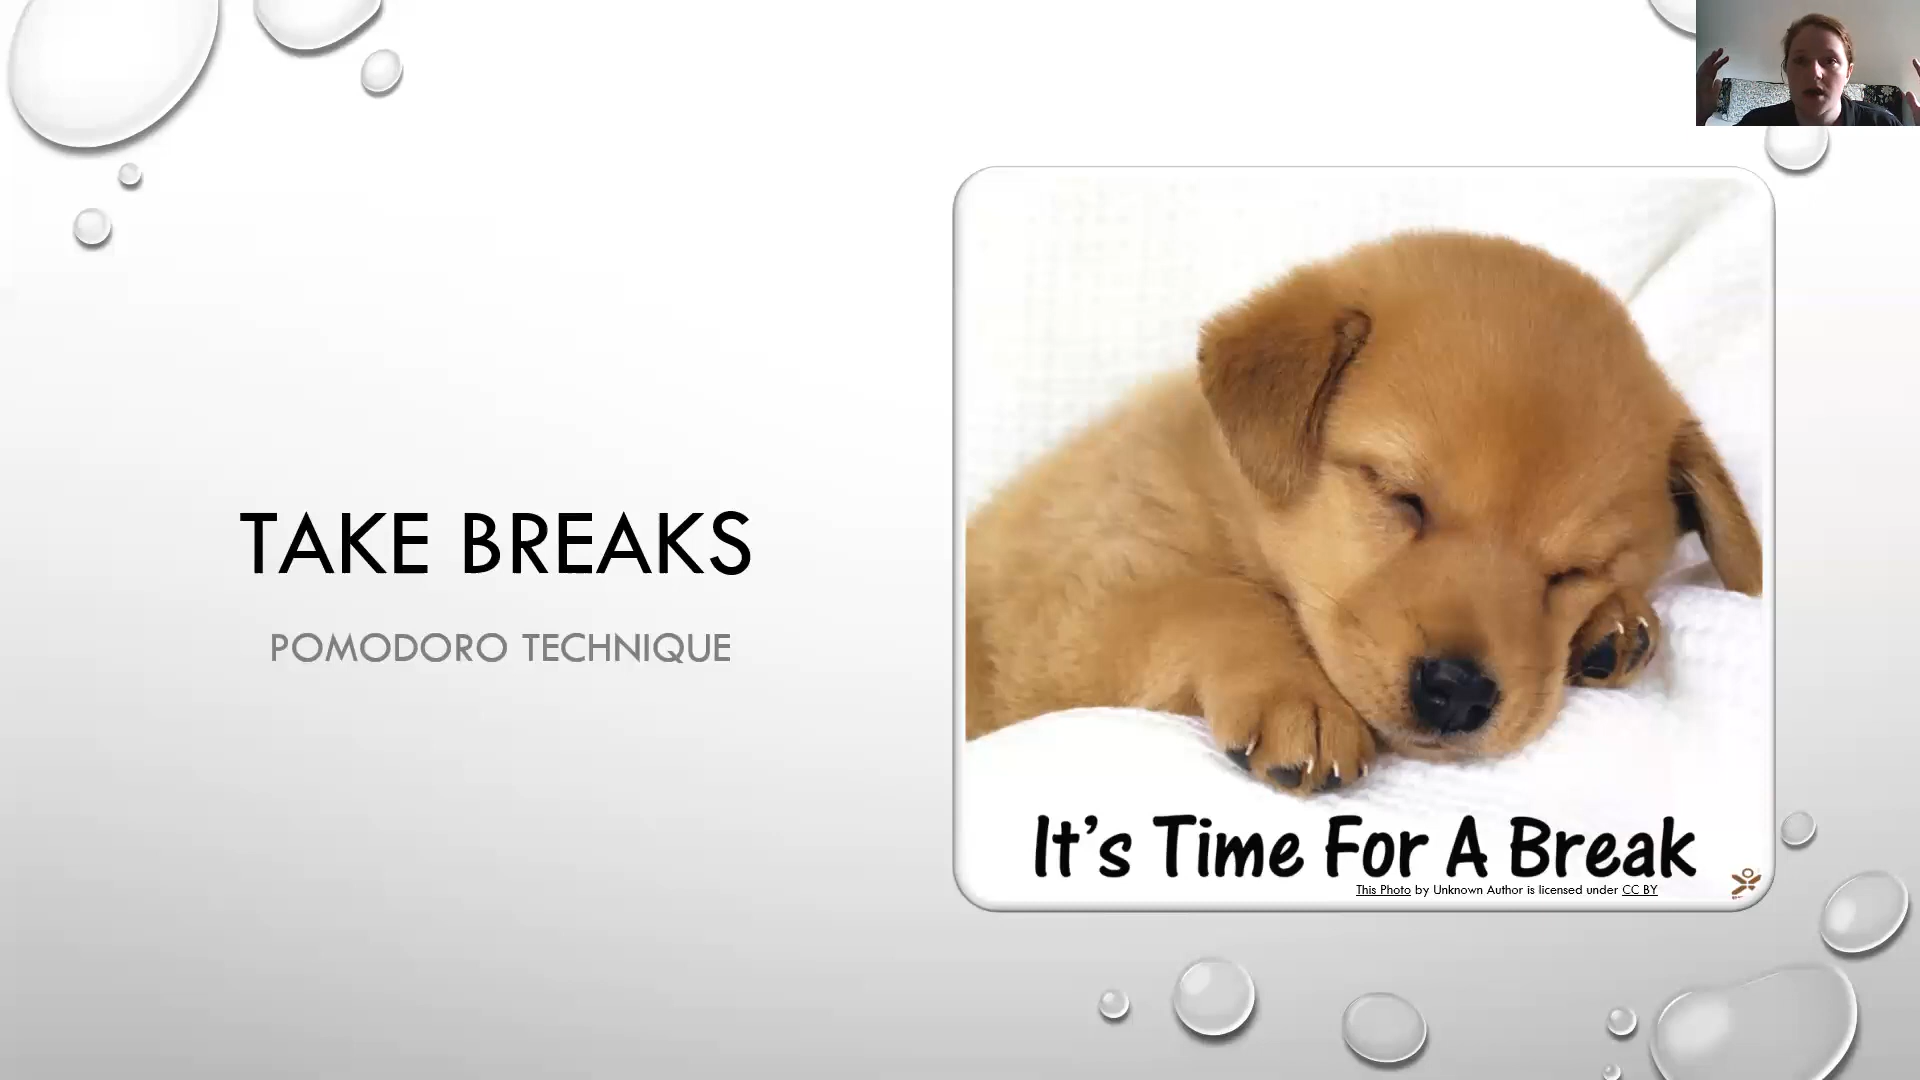 TAKE BREAKS
POMODORO TECHNIQUE
It's Time For A Break
This Photo by Unknown Author is licensed under CC BY